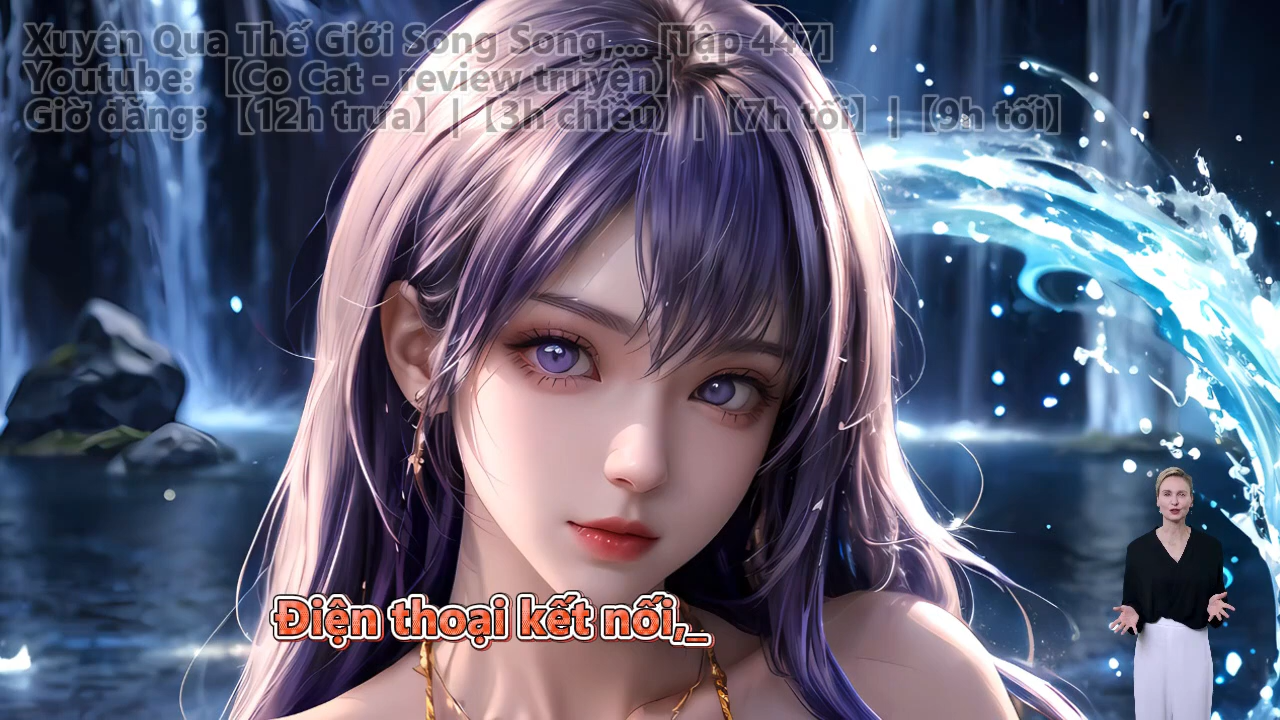 Xuyên Qua Thế Giới Song Song .... [Tập 447]
Youtube: [Cò Cat - review truyện]
Giờ đăng: [12h trưa] | [3h chiều] | [7h tối] | [9h tối]
Điện thoại kết nối,_